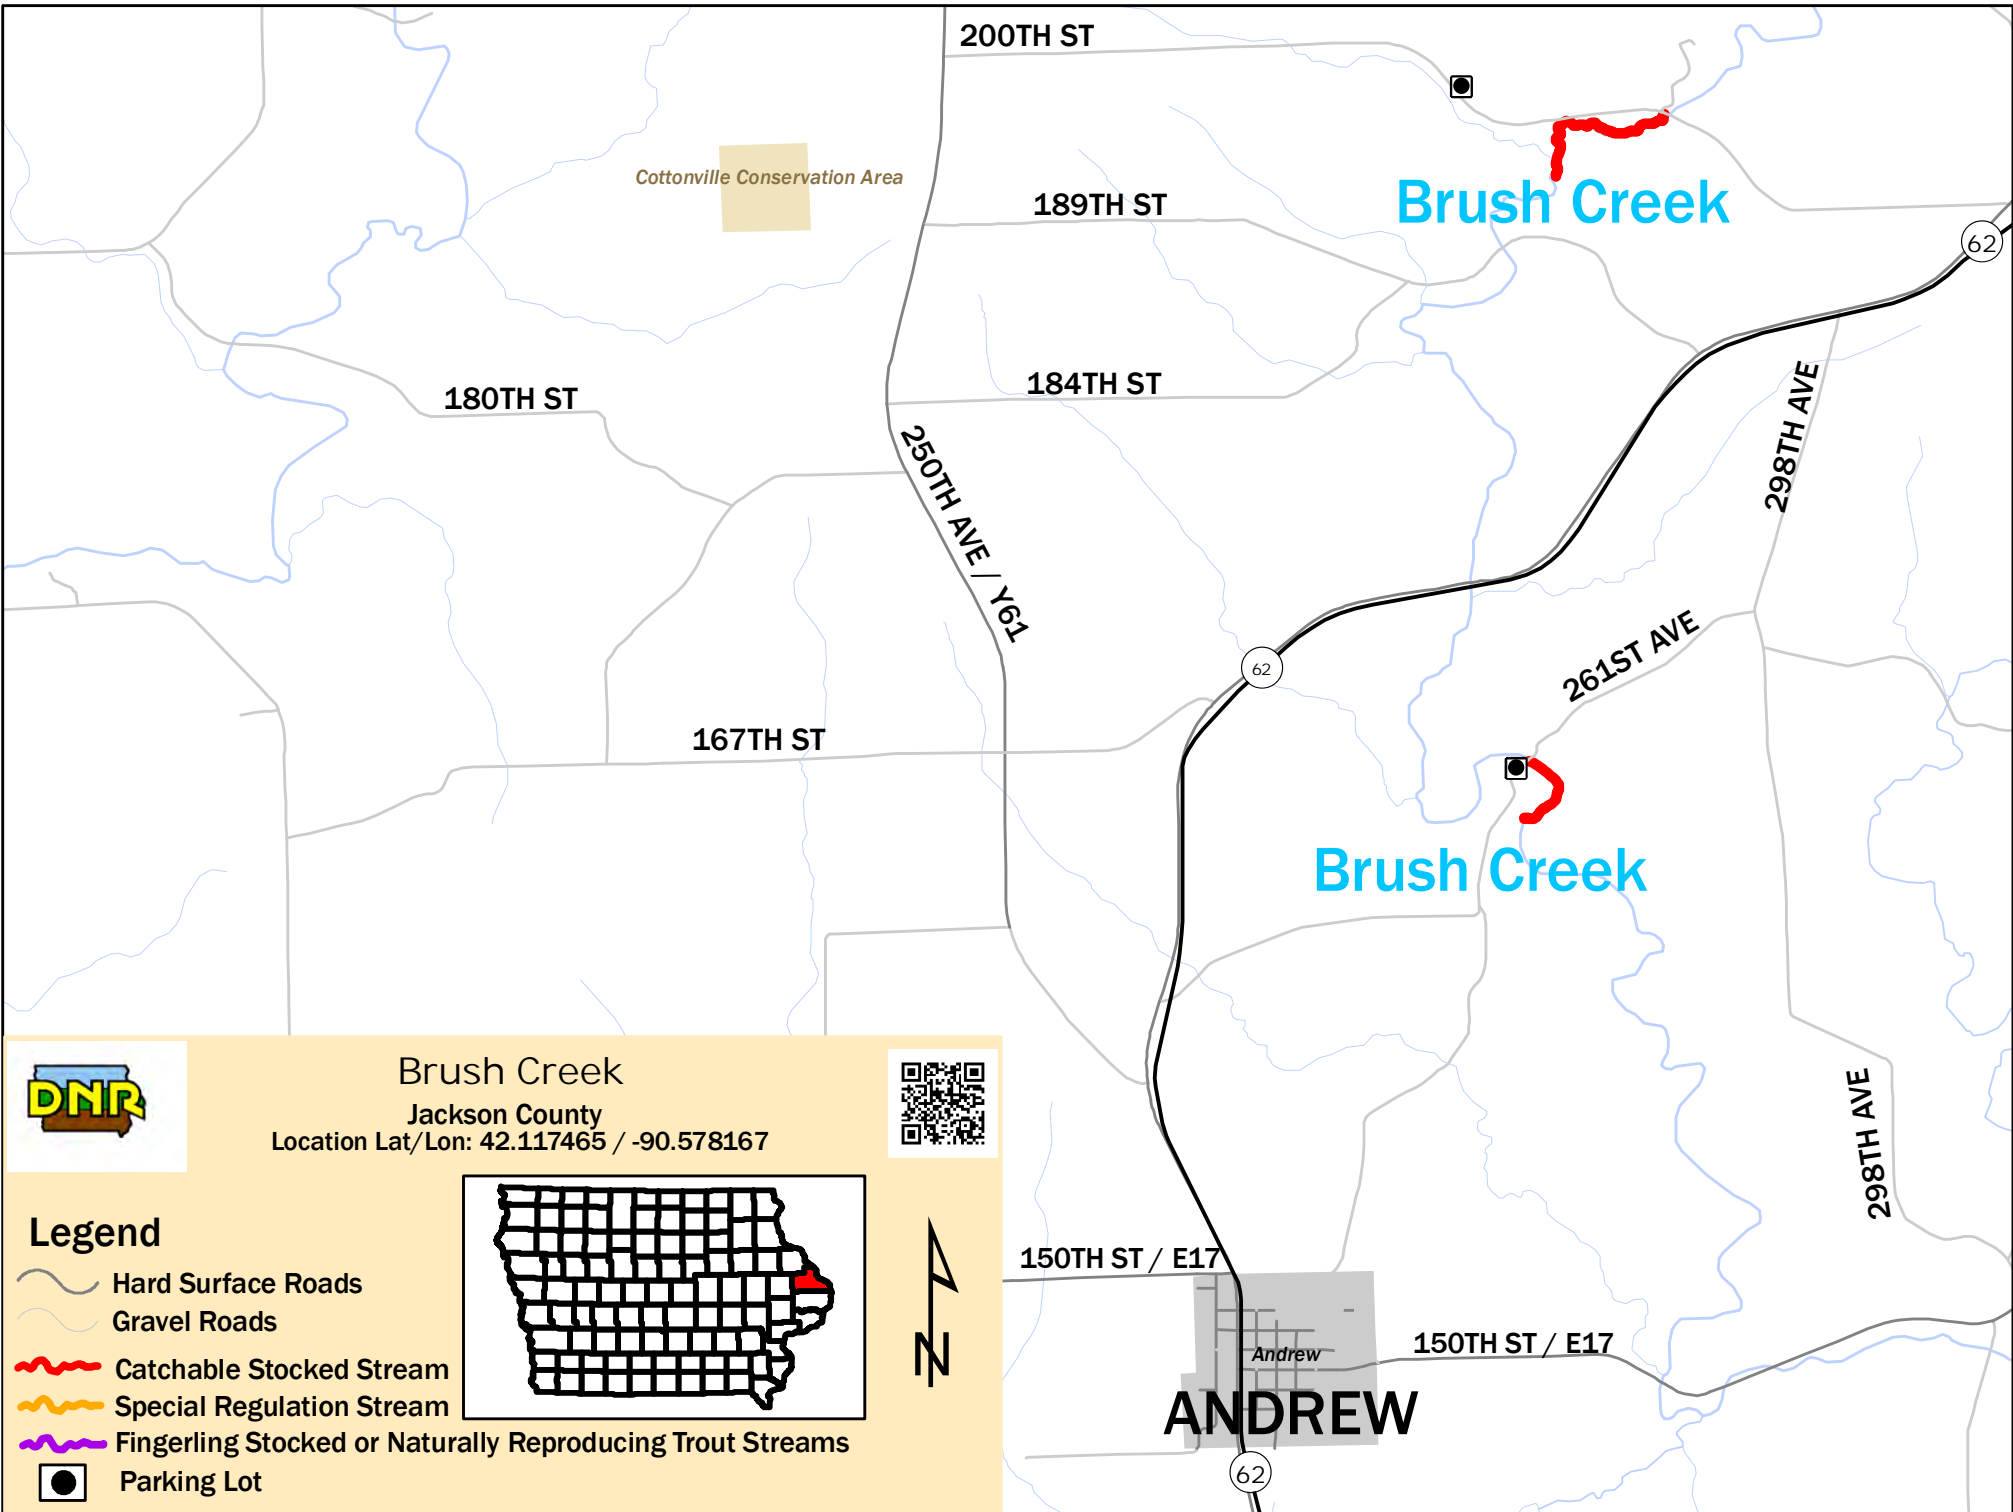 200TH ST
Cottonville Conservation Area
189TH ST
Brush Creek
62
184TH ST
180TH ST
298TH AVE
250TH AVE / Y61
261ST AVE
62
167TH ST
Brush Creek
298TH AVE
150TH ST / E17
150TH ST / E17
Andrew
ANDREW
62
DNR
Brush Creek
Jackson County
Location Lat/Lon: 42.117465 / -90.578167
Legend
Hard Surface Roads
Gravel Roads
Catchable Stocked Stream
Special Regulation Stream
Fingerling Stocked or Naturally Reproducing Trout Streams
Parking Lot
N